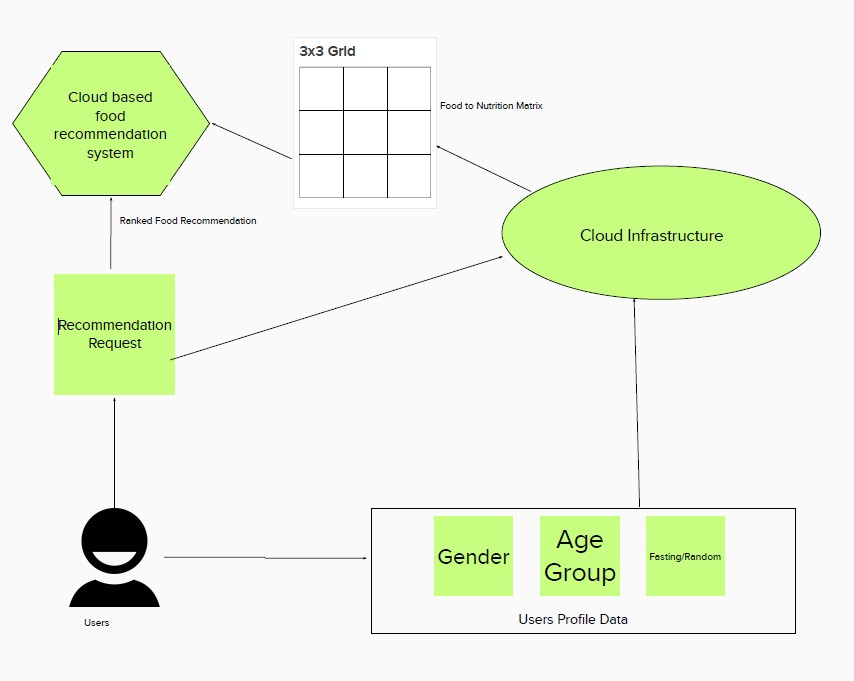 3x3 Grid
Cloud based
food
recommendation
system
Food to Nutrition Matrix
Ranked Food Recommendation
Cloud Infrastructure
Recommendation
Request
Gender
Age
Group
Fasting/Random
Users Profile Data
Users